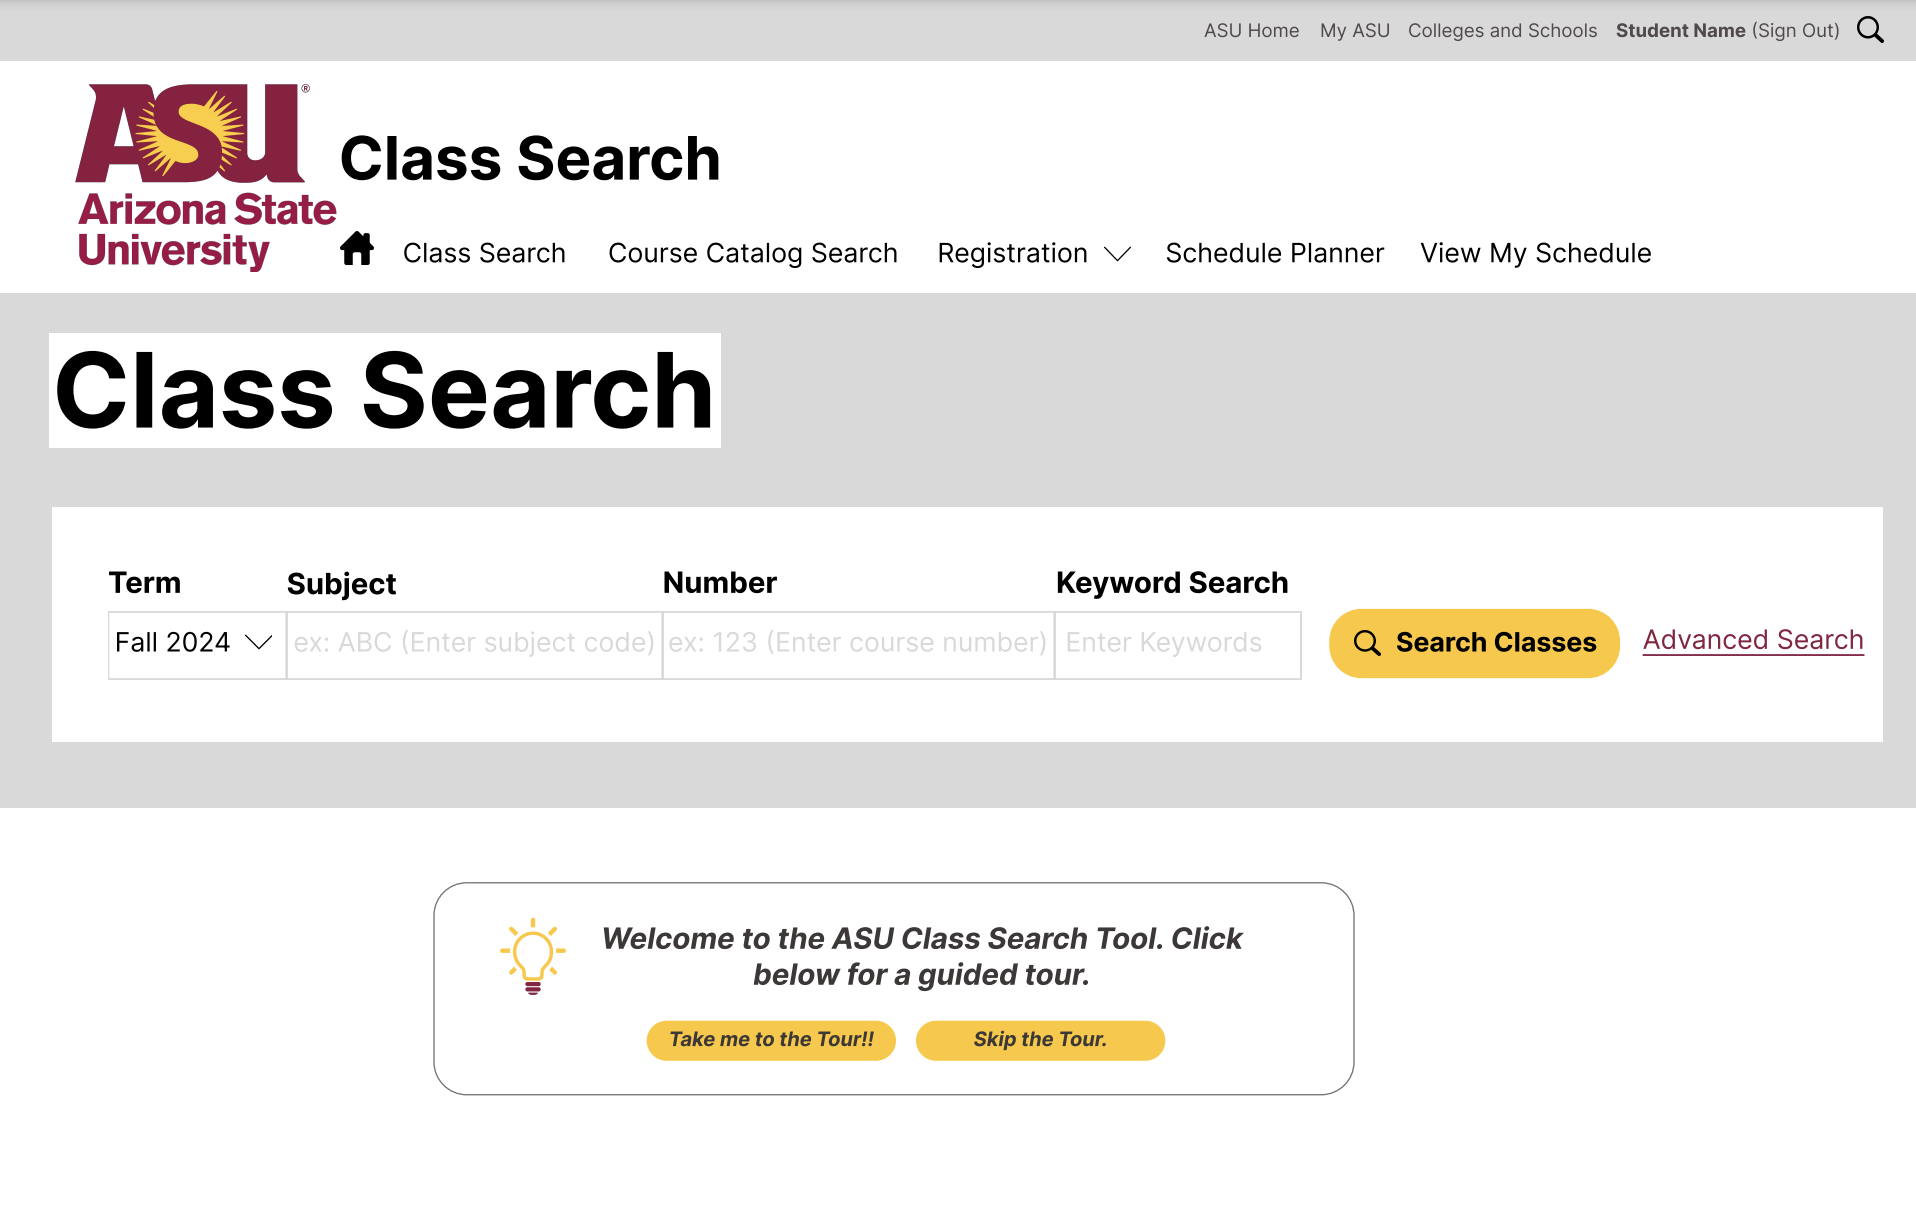 ASU Home My ASU Colleges and Schools Student Name (Sign Out)
ASU®
Arizona State
University
Class Search
Class Search Course Catalog Search Registration Schedule Planner View My Schedule
Class Search
Term Subject Number Keyword Search
Fall 2024 ex: ABC (Enter subject code) ex: 123 (Enter course number) Enter Keywords Search Classes Advanced Search
Welcome to the ASU Class Search Tool. Click
below for a guided tour.
Take me to the Tour!! Skip the Tour.